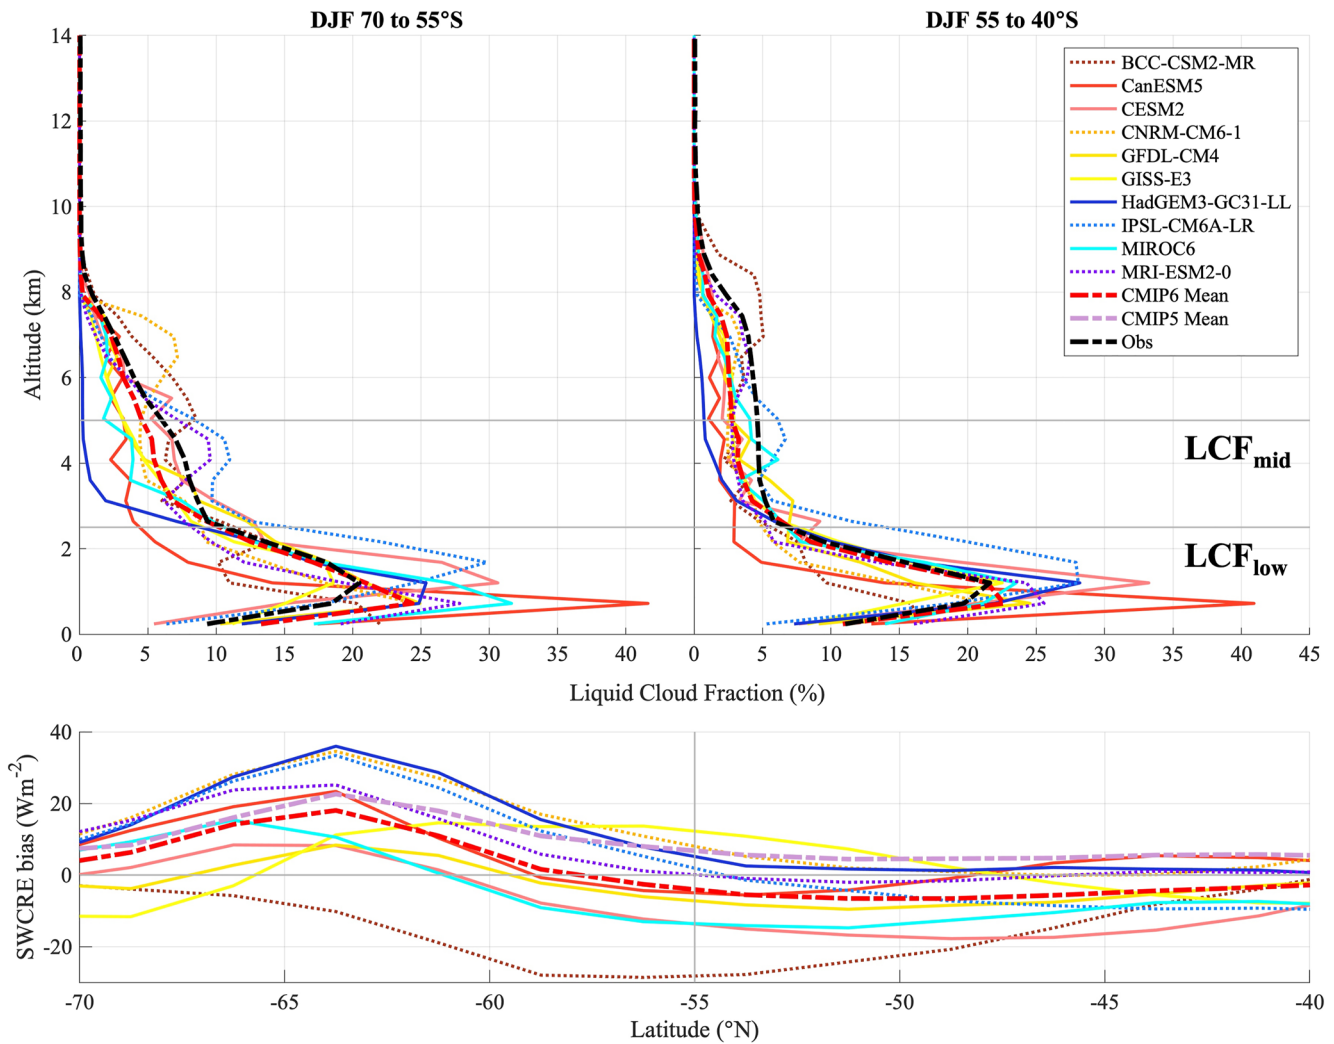 DJF 70 to 55°S
DJF 55 to 40°S
14
12
10
8
6
4
2
0
Altitude (km)
BCC-CSM2-MR
CanESM5
CESM2
CNRM-CM6-1
GFDL-CM4
GISS-E3
HadGEM3-GC31-LL
IPSL-CM6A-LR
MIROC6
MRI-ESM2-0
CMIP6 Mean
CMIP5 Mean
Obs
LCFmid
LCFlow
0 5 10 15 20 25 30 35 40
0 5 10 15 20 25 30 35 40 45
Liquid Cloud Fraction (%)
40
20
0
-20
SWCRE bias (Wm-2)
-70 -65 -60 -55 -50 -45 -40
Latitude (°N)